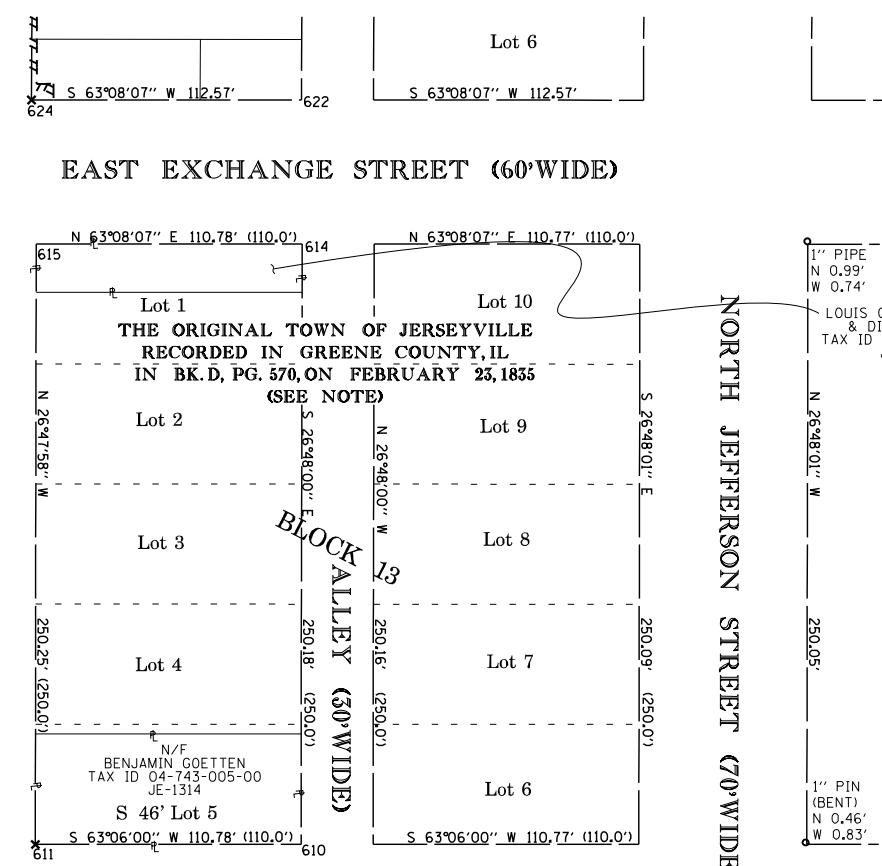 Lot 6
S 63°08'07" W 112.57'
622
S 63°08'07" W 112.57'
624
EAST EXCHANGE STREET (60'WIDE)
N 63°08'07" E 110.78' (110.0')
614
N 63°08'07" E 110.77' (110.0')
615
1" PIPE
N 0.99'
W 0.74'
Lot 1
Lot 10
LOUIS
& DI
TAX ID
THE ORIGINAL TOWN OF JERSEYVILLE
RECORDED IN GREENE COUNTY, IL
IN BK. D, PG. 570, ON FEBRUARY 23, 1835
(SEE NOTE)
NORTH JEFFERSON STREET (70'WIDE
Lot 2
Lot 9
N 26°47'58" W
S 26°48'00" E
N 26°48'00" W
S 26°48'01" E
N 26°48'01" W
BLOCK 13
Lot 3
Lot 8
ALLEY (30'WIDE)
250.25' (250.0')
250.18' (250.0')
250.16' (250.0')
250.09' (250.0')
250.05'
Lot 4
Lot 7
N/F
BENJAMIN GOETTEN
TAX ID 04-743-005-00
JE-1314
S 46' Lot 5
Lot 6
1" PIN
(BENT)
N 0.46'
W 0.83'
S 63°06'00" W 110.78' (110.0')
610
S 63°06'00" W 110.77' (110.0')
611